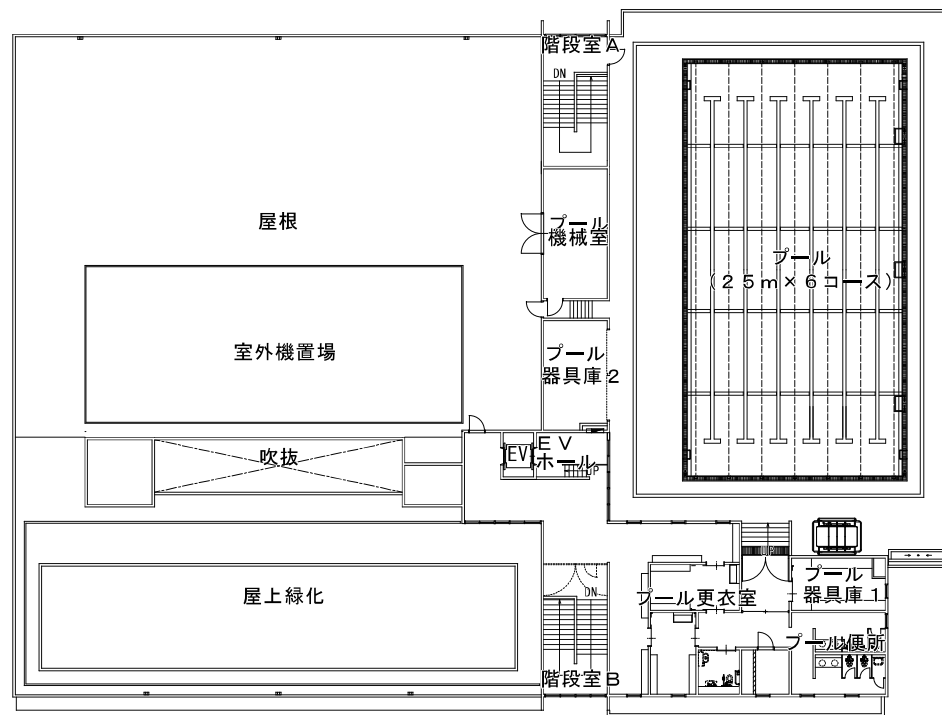 階段室A
DN
屋根
プール
機械室
プール
(25m×6コース)
室外機置場
プール
器具庫2
吹抜
EV
EV
ホール
UP
屋上緑化
DN
UP
プール更衣室
プール
器具庫1
プール便所
階段室B